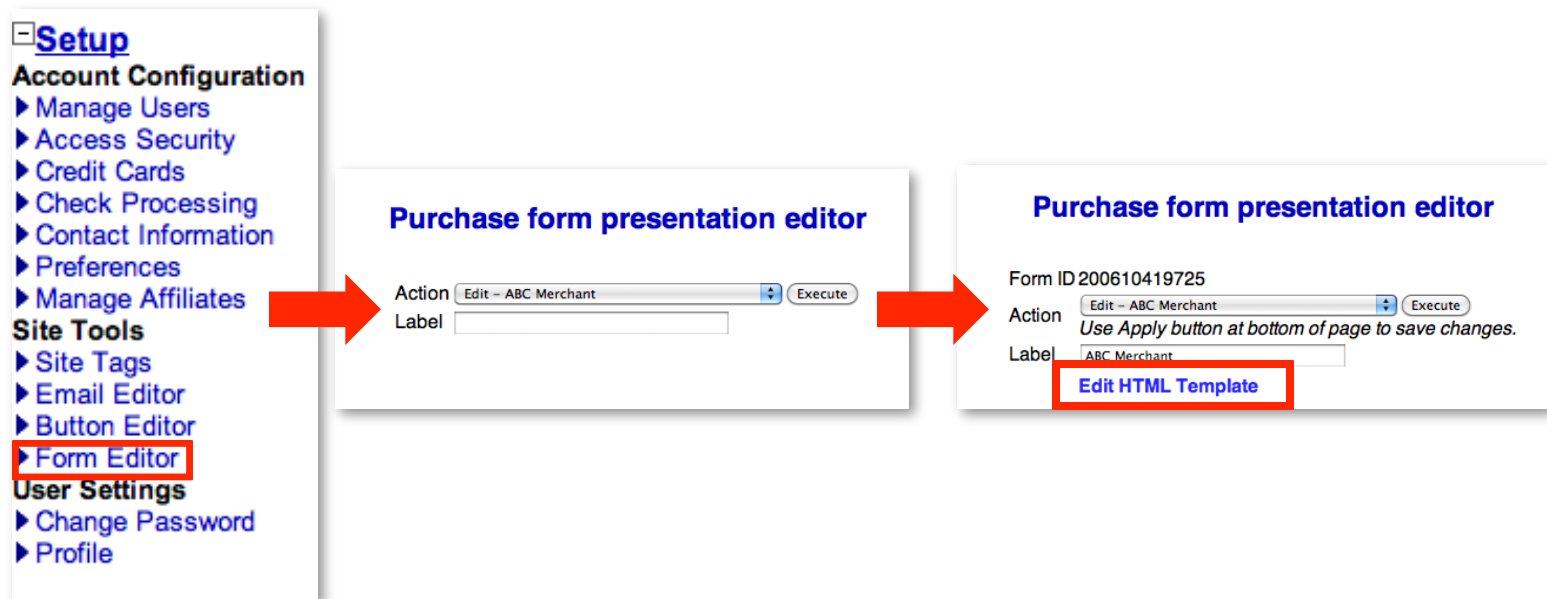 Setup
Account Configuration
Manage Users
Access Security
Credit Cards
Check Processing
Contact Information
Preferences
Manage Affiliates
Site Tools
Site Tags
Email Editor
Button Editor
Form Editor
User Settings
Change Password
Profile
Purchase form presentation editor
Action Edit – ABC Merchant Execute
Label
Purchase form presentation editor
Form ID 200610419725
Action Edit – ABC Merchant Execute
Use Apply button at bottom of page to save changes.
Label ABC Merchant
Edit HTML Template